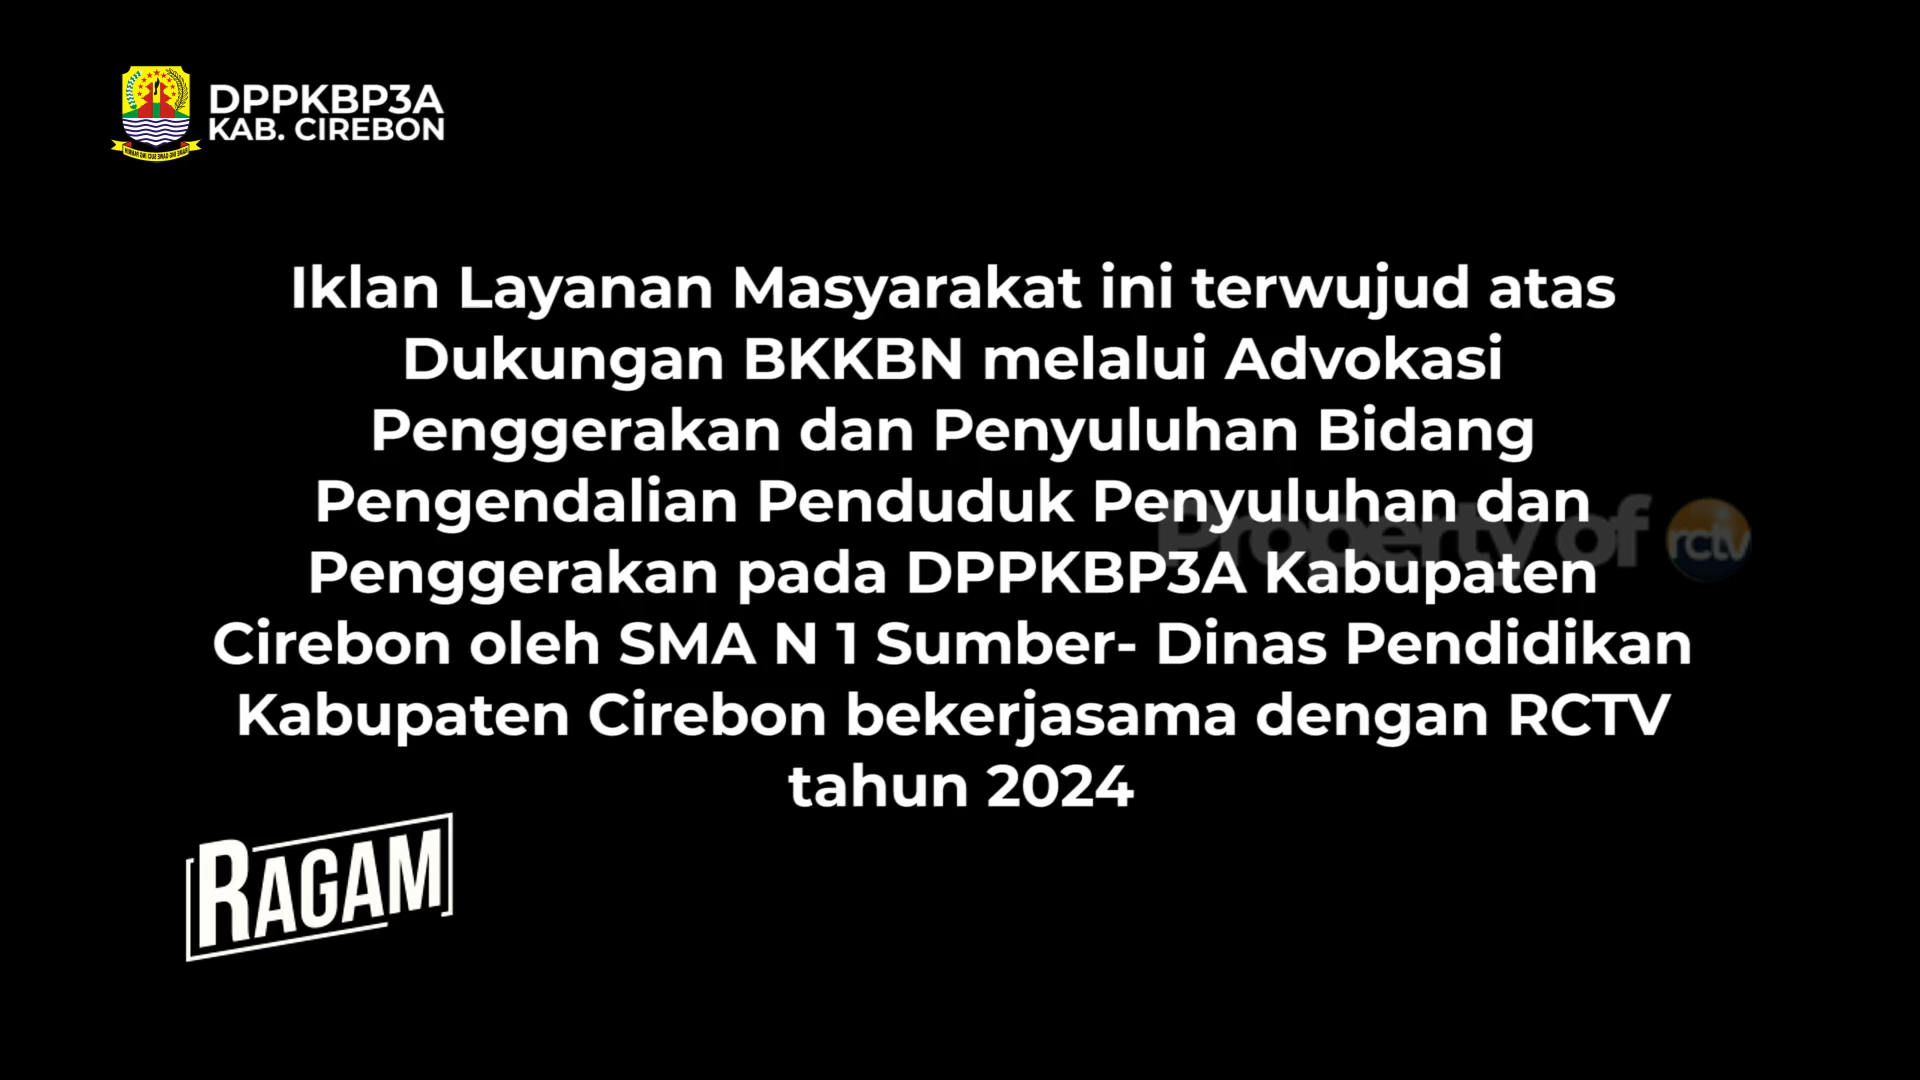 DPPKBP3A
KAB. CIREBON
Iklan Layanan Masyarakat ini terwujud atas
Dukungan BKKBN melalui Advokasi
Penggerakan dan Penyuluhan Bidang
Pengendalian Penduduk Penyuluhan dan
Penggerakan pada DPPKBP3A Kabupaten
Cirebon oleh SMA N 1 Sumber- Dinas Pendidikan
Kabupaten Cirebon bekerjasama dengan RCTV
tahun 2024
Property of rctv
RAGAM